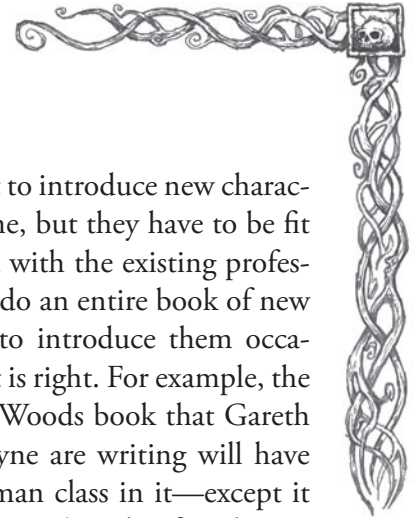 t to introduce new charac-
ne, but they have to be fit
with the existing profes-
do an entire book of new
to introduce them occa-
t is right. For example, the
Woods book that Gareth
yne are writing will have
man class in it—except it